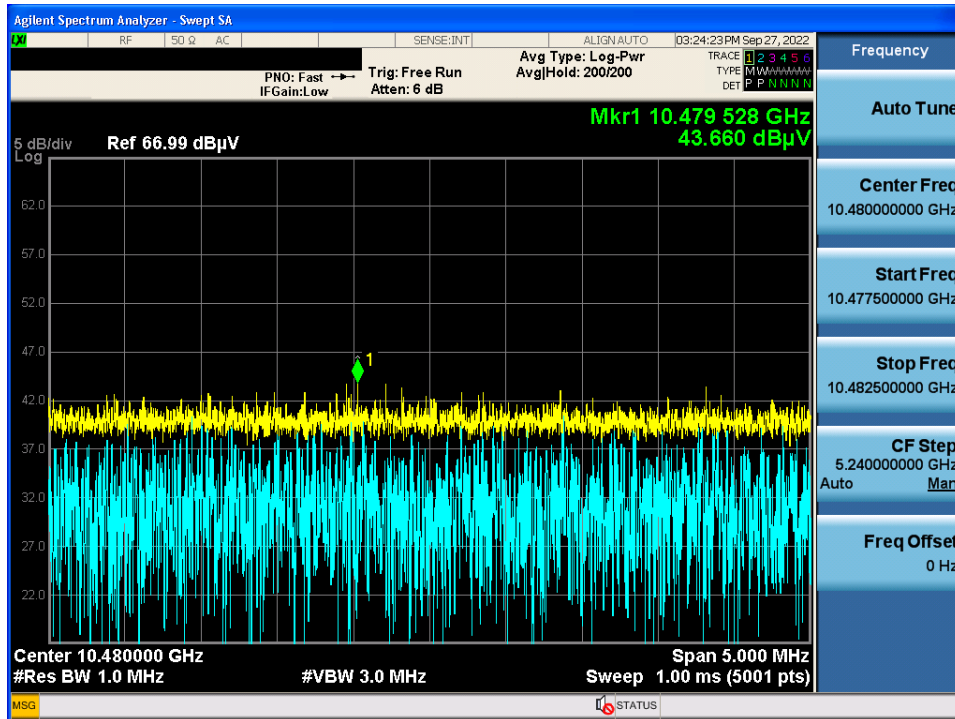 Agilent Spectrum Analyzer - Swept SA
LXI RF 50 Ω AC SENSE:INT ALIGN AUTO 03:24:23 PM Sep 27, 2022
PNO: Fast IFGain:Low
Trig: Free Run
Atten: 6 dB
Avg Type: Log-Pwr
Avg|Hold: 200/200
TRACE 1 2 3 4 5 6
TYPE M W W W W W
DET P P N N N N
Mkr1 10.479 528 GHz
43.660 dBµV
5 dB/div Ref 66.99 dBµV
Log
62.0
57.0
52.0
47.0
42.0
37.0
32.0
27.0
22.0
1
Center 10.480000 GHz Span 5.000 MHz
#Res BW 1.0 MHz #VBW 3.0 MHz Sweep 1.00 ms (5001 pts)
MSG STATUS
Frequency
Auto Tune
Center Freq
10.480000000 GHz
Start Freq
10.477500000 GHz
Stop Freq
10.482500000 GHz
CF Step
5.240000000 GHz
Auto Man
Freq Offset
0 Hz